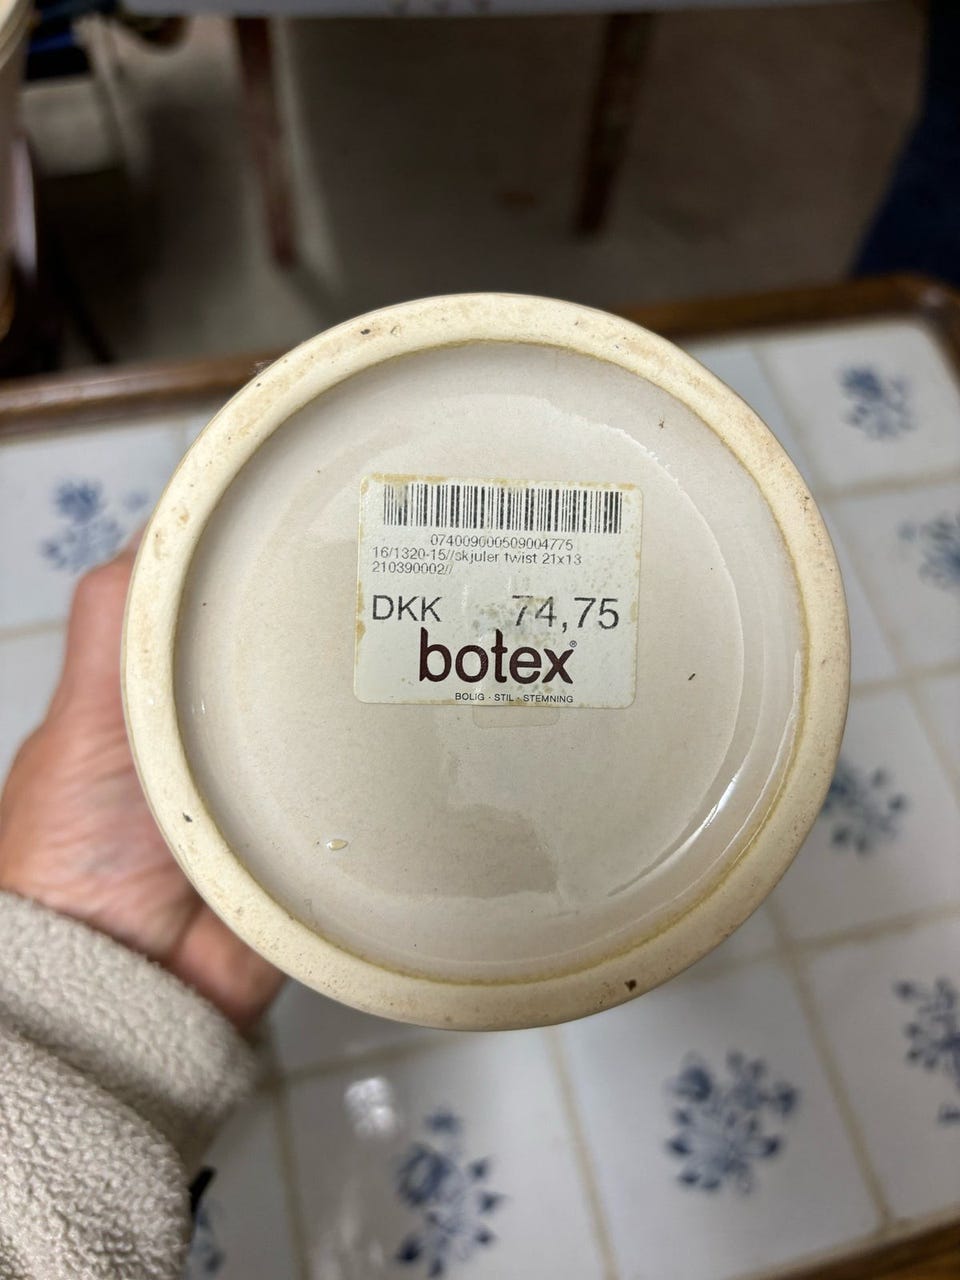 074009000509004775
16/1320-15//skjuler twist 21x13
210390002//
DKK 74,75
botex®
BOLIG · STIL · STEMNING